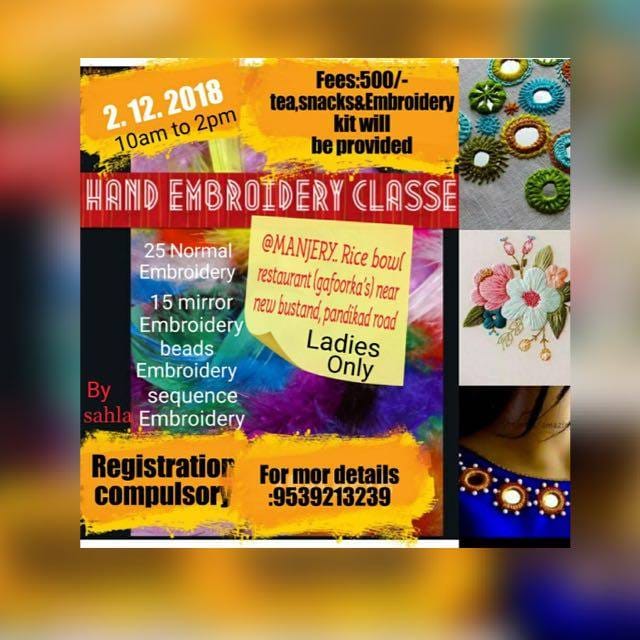 2. 12. 2018
10am to 2pm
Fees:500/-
tea,snacks&Embroidery
kit will
be provided
HAND EMBROIDERY CLASSE
25 Normal
Embroidery
15 mirror
Embroidery
beads
Embroidery
sequence
Embroidery
@MANJERY.. Rice bowl
restaurant (gafoorka's) near
new bustand, pandikad road
Ladies
Only
By
sahla
Registration
compulsory
For mor details
:9539213239